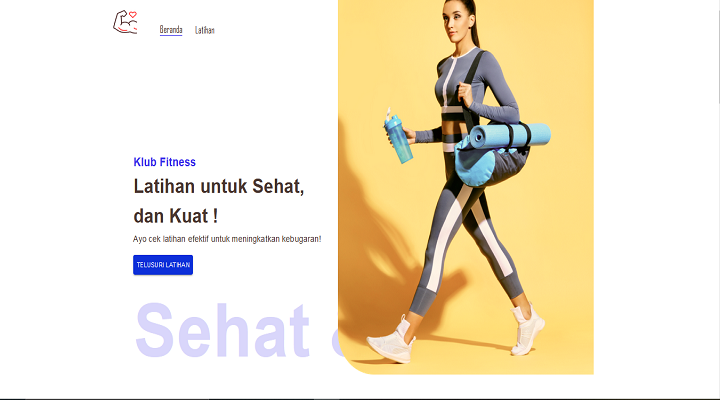 Beranda Latihan
Klub Fitness
Latihan untuk Sehat,
dan Kuat !
Ayo cek latihan efektif untuk meningkatkan kebugaran!
TELUSURI LATIHAN
Sehat